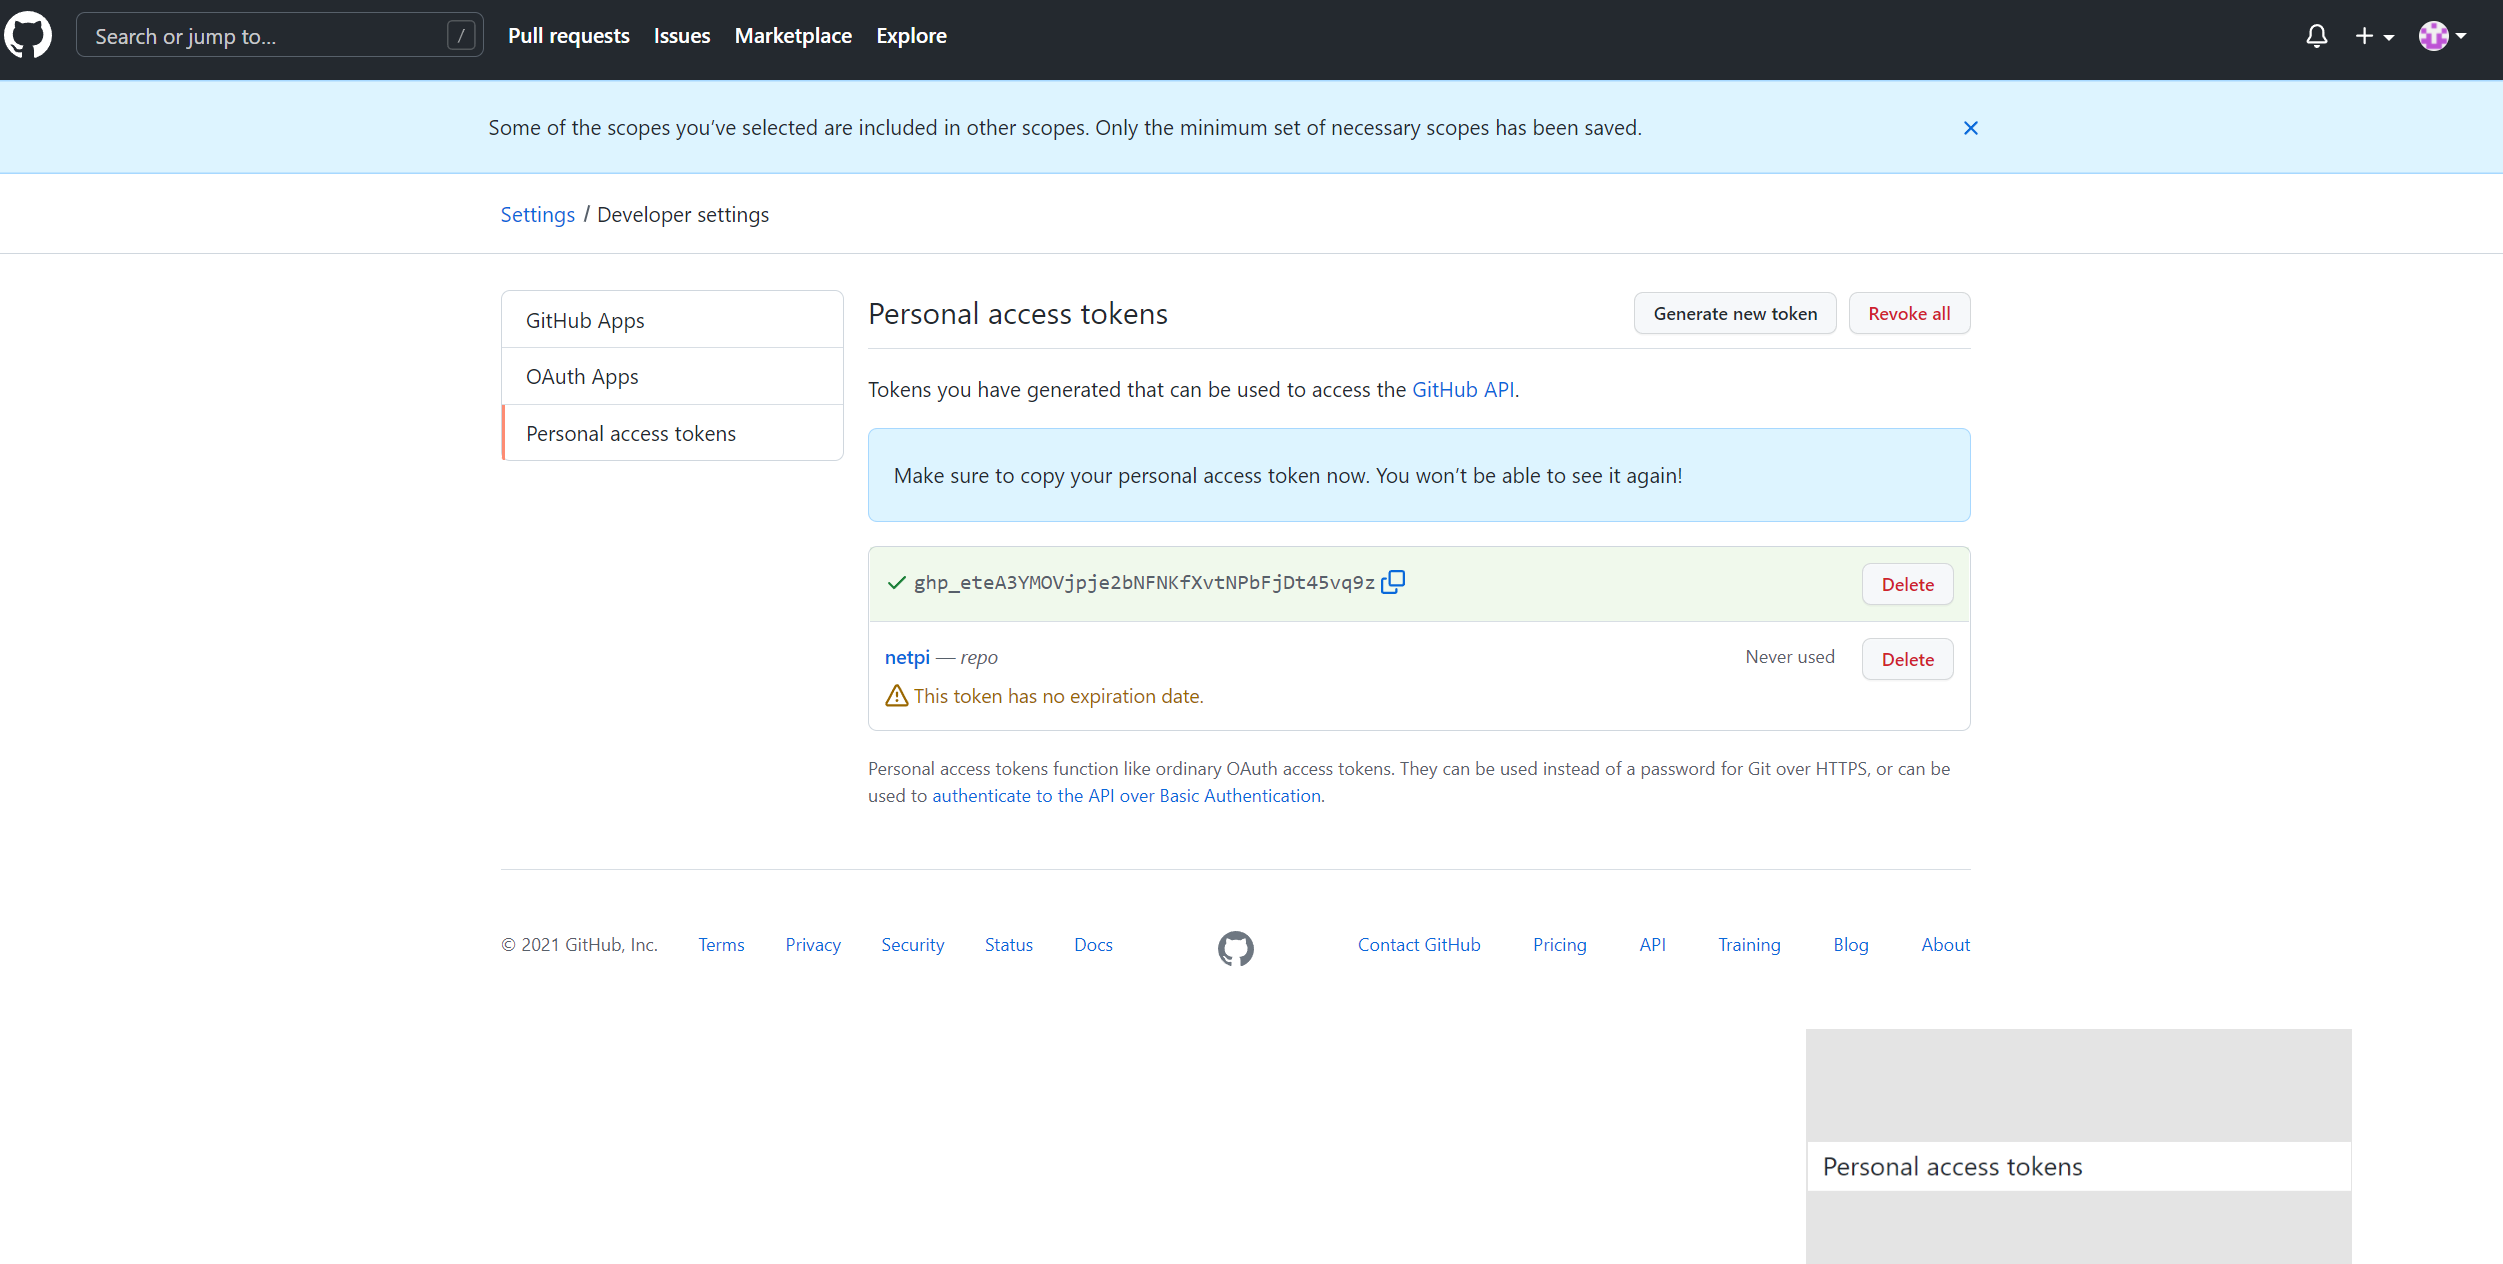 Search or jump to... /
Pull requests Issues Marketplace Explore
Some of the scopes you’ve selected are included in other scopes. Only the minimum set of necessary scopes has been saved.
Settings / Developer settings
GitHub Apps
OAuth Apps
Personal access tokens
Personal access tokens
Generate new token
Revoke all
Tokens you have generated that can be used to access the GitHub API.
Make sure to copy your personal access token now. You won’t be able to see it again!
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
Delete
netpi — repo
Never used
Delete
This token has no expiration date.
Personal access tokens function like ordinary OAuth access tokens. They can be used instead of a password for Git over HTTPS, or can be
used to authenticate to the API over Basic Authentication.
© 2021 GitHub, Inc. Terms Privacy Security Status Docs Contact GitHub Pricing API Training Blog About
Personal access tokens